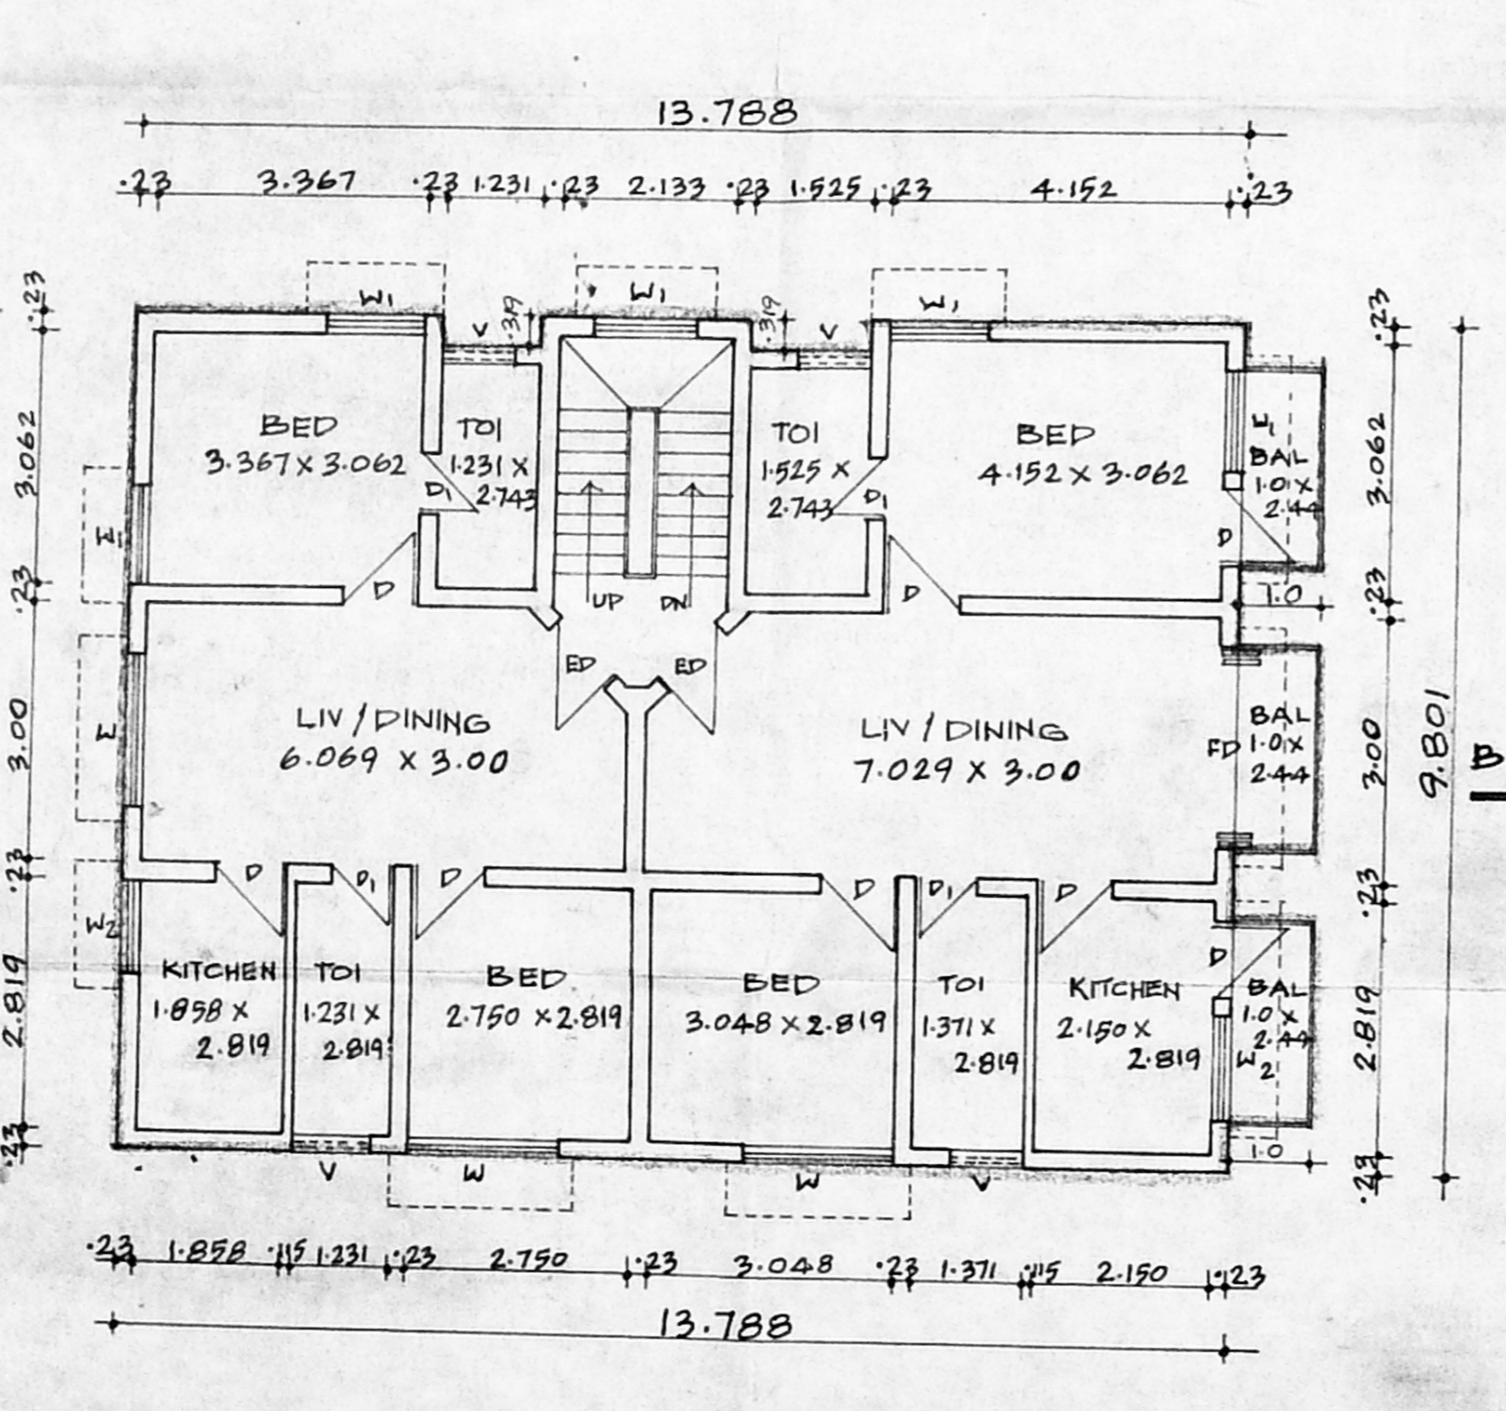 13.788
.23 3.367 .23 1.231 .23 2.133 .23 1.525 .23 4.152 .23
W1 W1 W1
V .319 .319 V
.23 .23
BED
3.367 X 3.062
TOI
1.231 X
2.743
TOI
1.525 X
2.743
BED
4.152 X 3.062
W1
BAL
1.0 X
2.44
3.062 3.062
W1 D1 D1 D
D UP DN D
.23 1.0 .23
ED ED
LIV / DINING
6.069 X 3.00
LIV / DINING
7.029 X 3.00
FD
BAL
1.0 X
2.44
W
3.00 3.00
9.801
B
D D1 D D D1 D
.23 .23
W2
KITCHEN
1.858 X
2.819
TOI
1.231 X
2.819
BED
2.750 X 2.819
BED
3.048 X 2.819
TOI
1.371 X
2.819
KITCHEN
2.150 X
2.819
D
BAL
1.0 X
2.44
W2
2.819 2.819
1.0
.23 .23
V W W V
.23 1.858 .115 1.231 .23 2.750 .23 3.048 .23 1.371 .115 2.150 .23
13.788